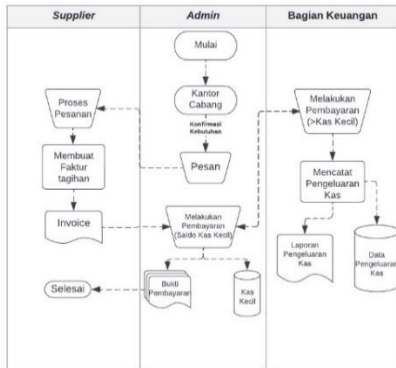 Supplier
Admin
Bagian Keuangan
Mulai
Kantor
Cabang
Konfirmasi
Kebutuhan
Pesan
Proses
Pesanan
Membuat
Faktur
tagihan
Invoice
Melakukan
Pembayaran
(Saldo Kas Kecil)
Bukti
Pembayaran
Kas
Kecil
Selesai
Melakukan
Pembayaran
(>Kas Kecil)
Mencatat
Pengeluaran
Kas
Laporan
Pengeluaran
Kas
Data
Pengeluaran
Kas